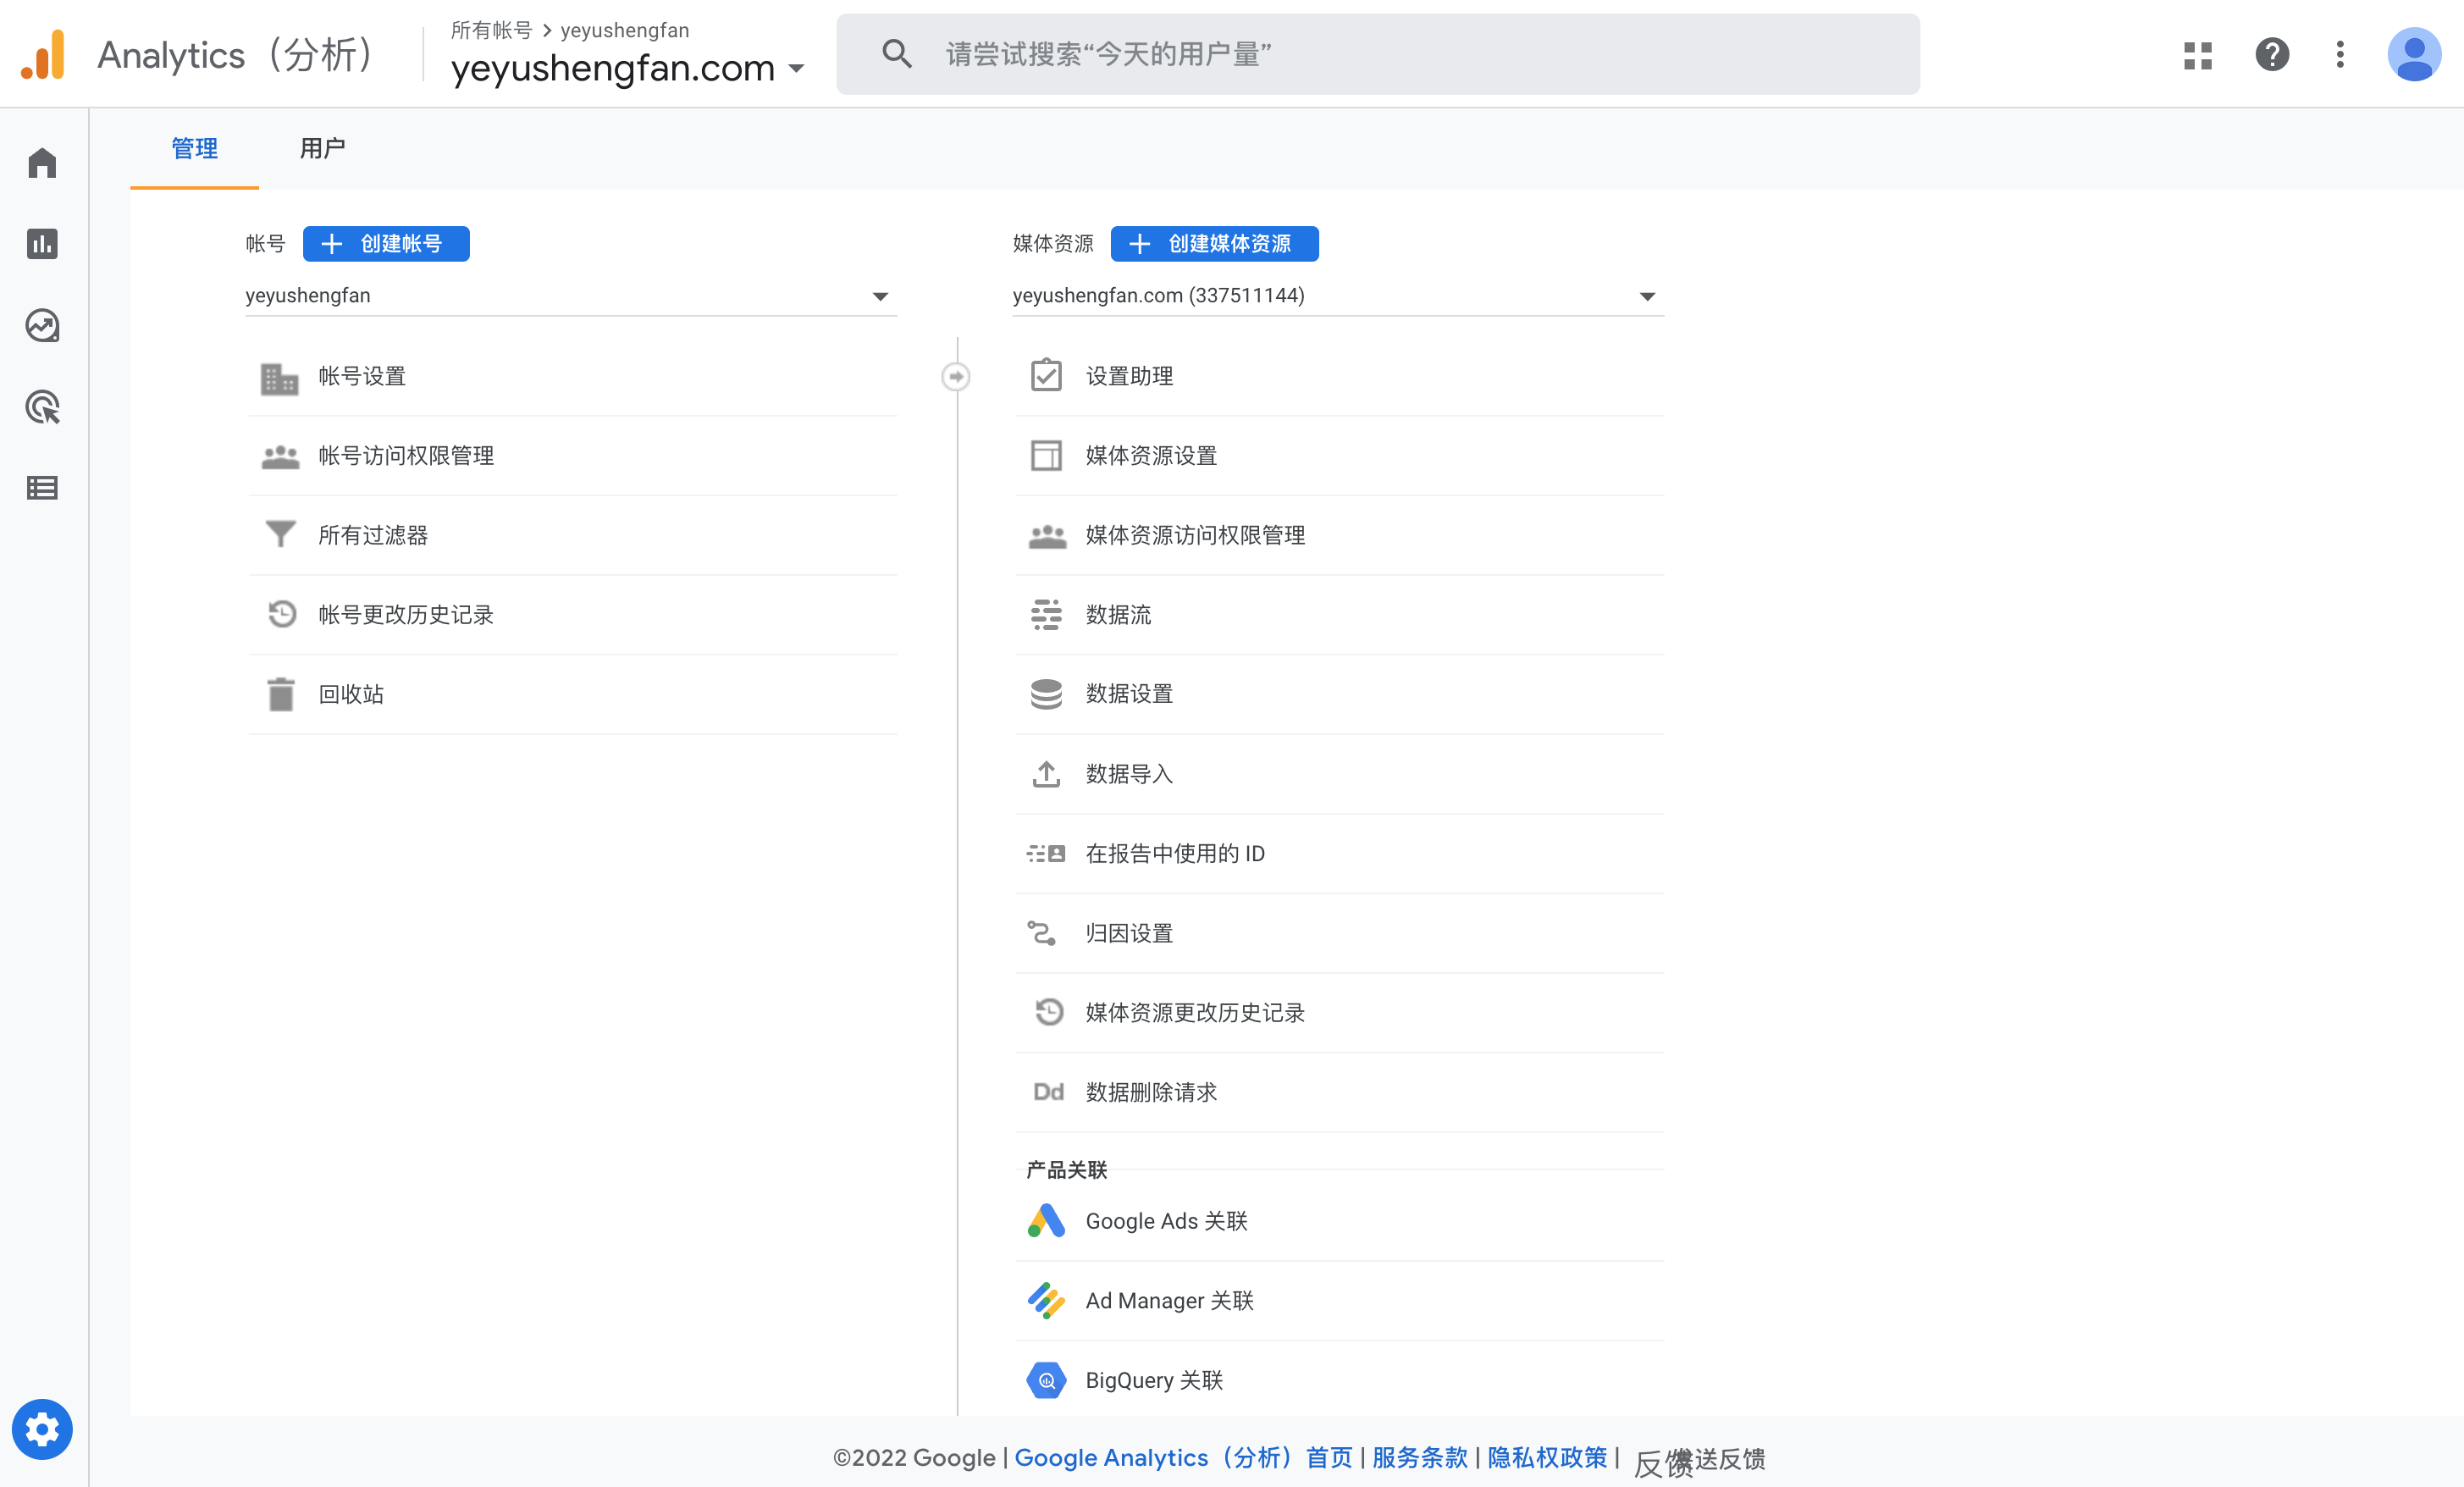 Analytics（分析）
所有帐号 > yeyushengfan
yeyushengfan.com
请尝试搜索“今天的用户量”
管理
用户
帐号
创建帐号
yeyushengfan
帐号设置
帐号访问权限管理
所有过滤器
帐号更改历史记录
回收站
媒体资源
创建媒体资源
yeyushengfan.com (337511144)
设置助理
媒体资源设置
媒体资源访问权限管理
数据流
数据设置
数据导入
在报告中使用的 ID
归因设置
媒体资源更改历史记录
Dd 数据删除请求
产品关联
Google Ads 关联
Ad Manager 关联
BigQuery 关联
©2022 Google | Google Analytics（分析）首页 | 服务条款 | 隐私权政策 | 反馈 发送反馈